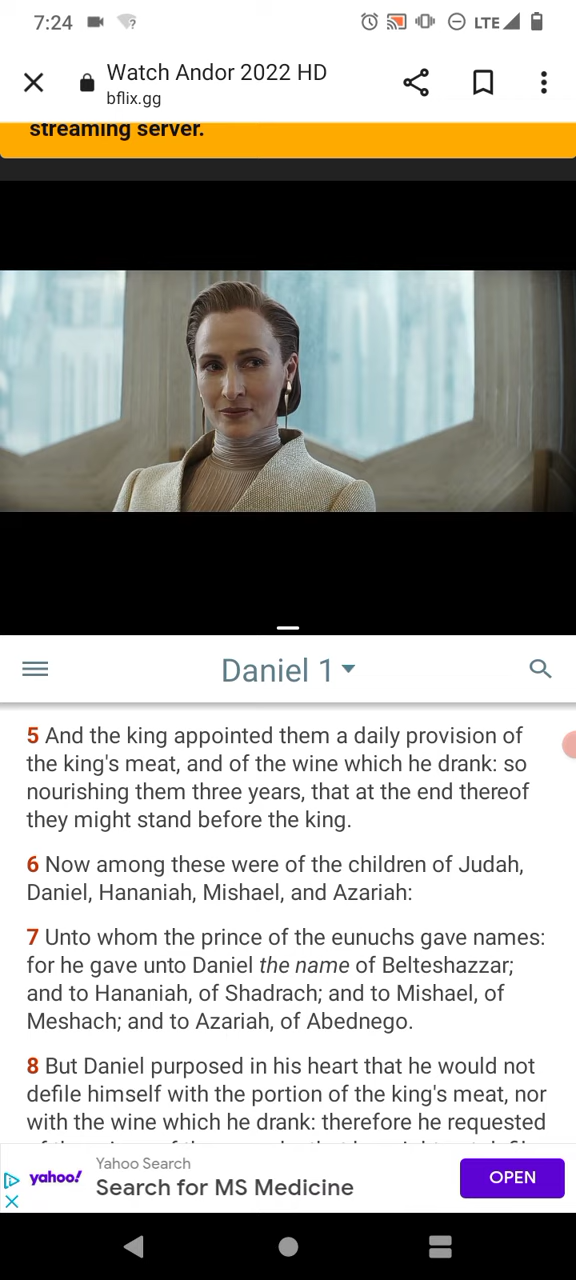 7:24
LTE
Watch Andor 2022 HD
bflix.gg
streaming server.
Daniel 1
5 And the king appointed them a daily provision of
the king's meat, and of the wine which he drank: so
nourishing them three years, that at the end thereof
they might stand before the king.
6 Now among these were of the children of Judah,
Daniel, Hananiah, Mishael, and Azariah:
7 Unto whom the prince of the eunuchs gave names:
for he gave unto Daniel the name of Belteshazzar;
and to Hananiah, of Shadrach; and to Mishael, of
Meshach; and to Azariah, of Abednego.
8 But Daniel purposed in his heart that he would not
defile himself with the portion of the king's meat, nor
with the wine which he drank: therefore he requested
yahoo!
Yahoo Search
Search for MS Medicine
OPEN